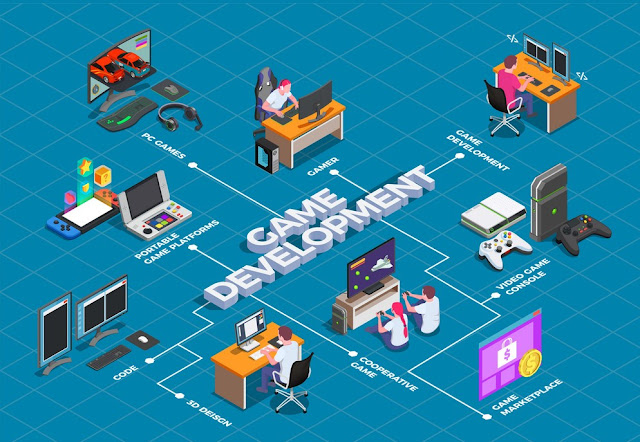 PC GAMES
GAMER
GAME
DEVELOPMENT
</>
</>
PORTABLE
GAME PLATFORMS
GAME
DEVELOPMENT
VIDEO GAME
CONSOLE
CODE
3D DEISGN
COOPERATIVE
GAME
GAME
MARKETPLACE
$
$